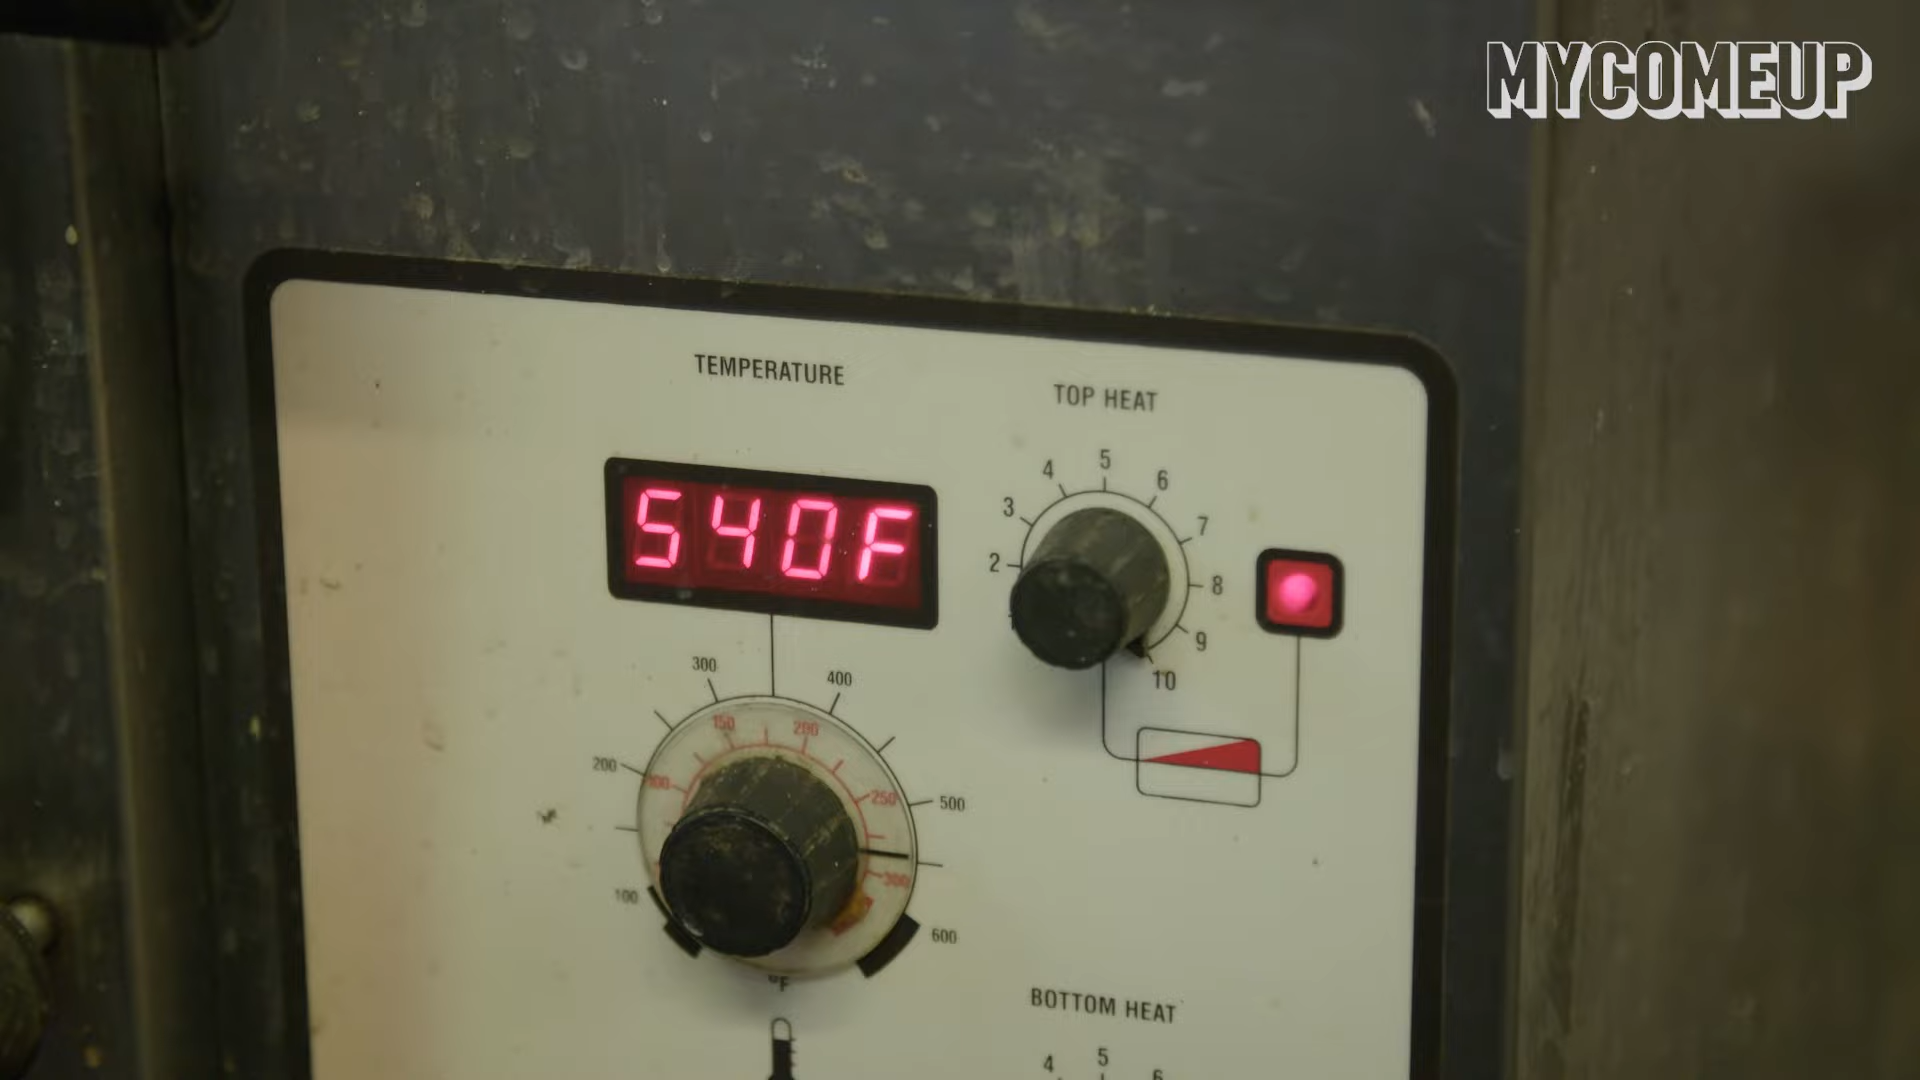 MYCOMEUP
TEMPERATURE
TOP HEAT
540F
2 3 4 5 6 7 8 9 10
100 200 300 400 500 600
100 150 200 250 300
°F
BOTTOM HEAT
4 5 6